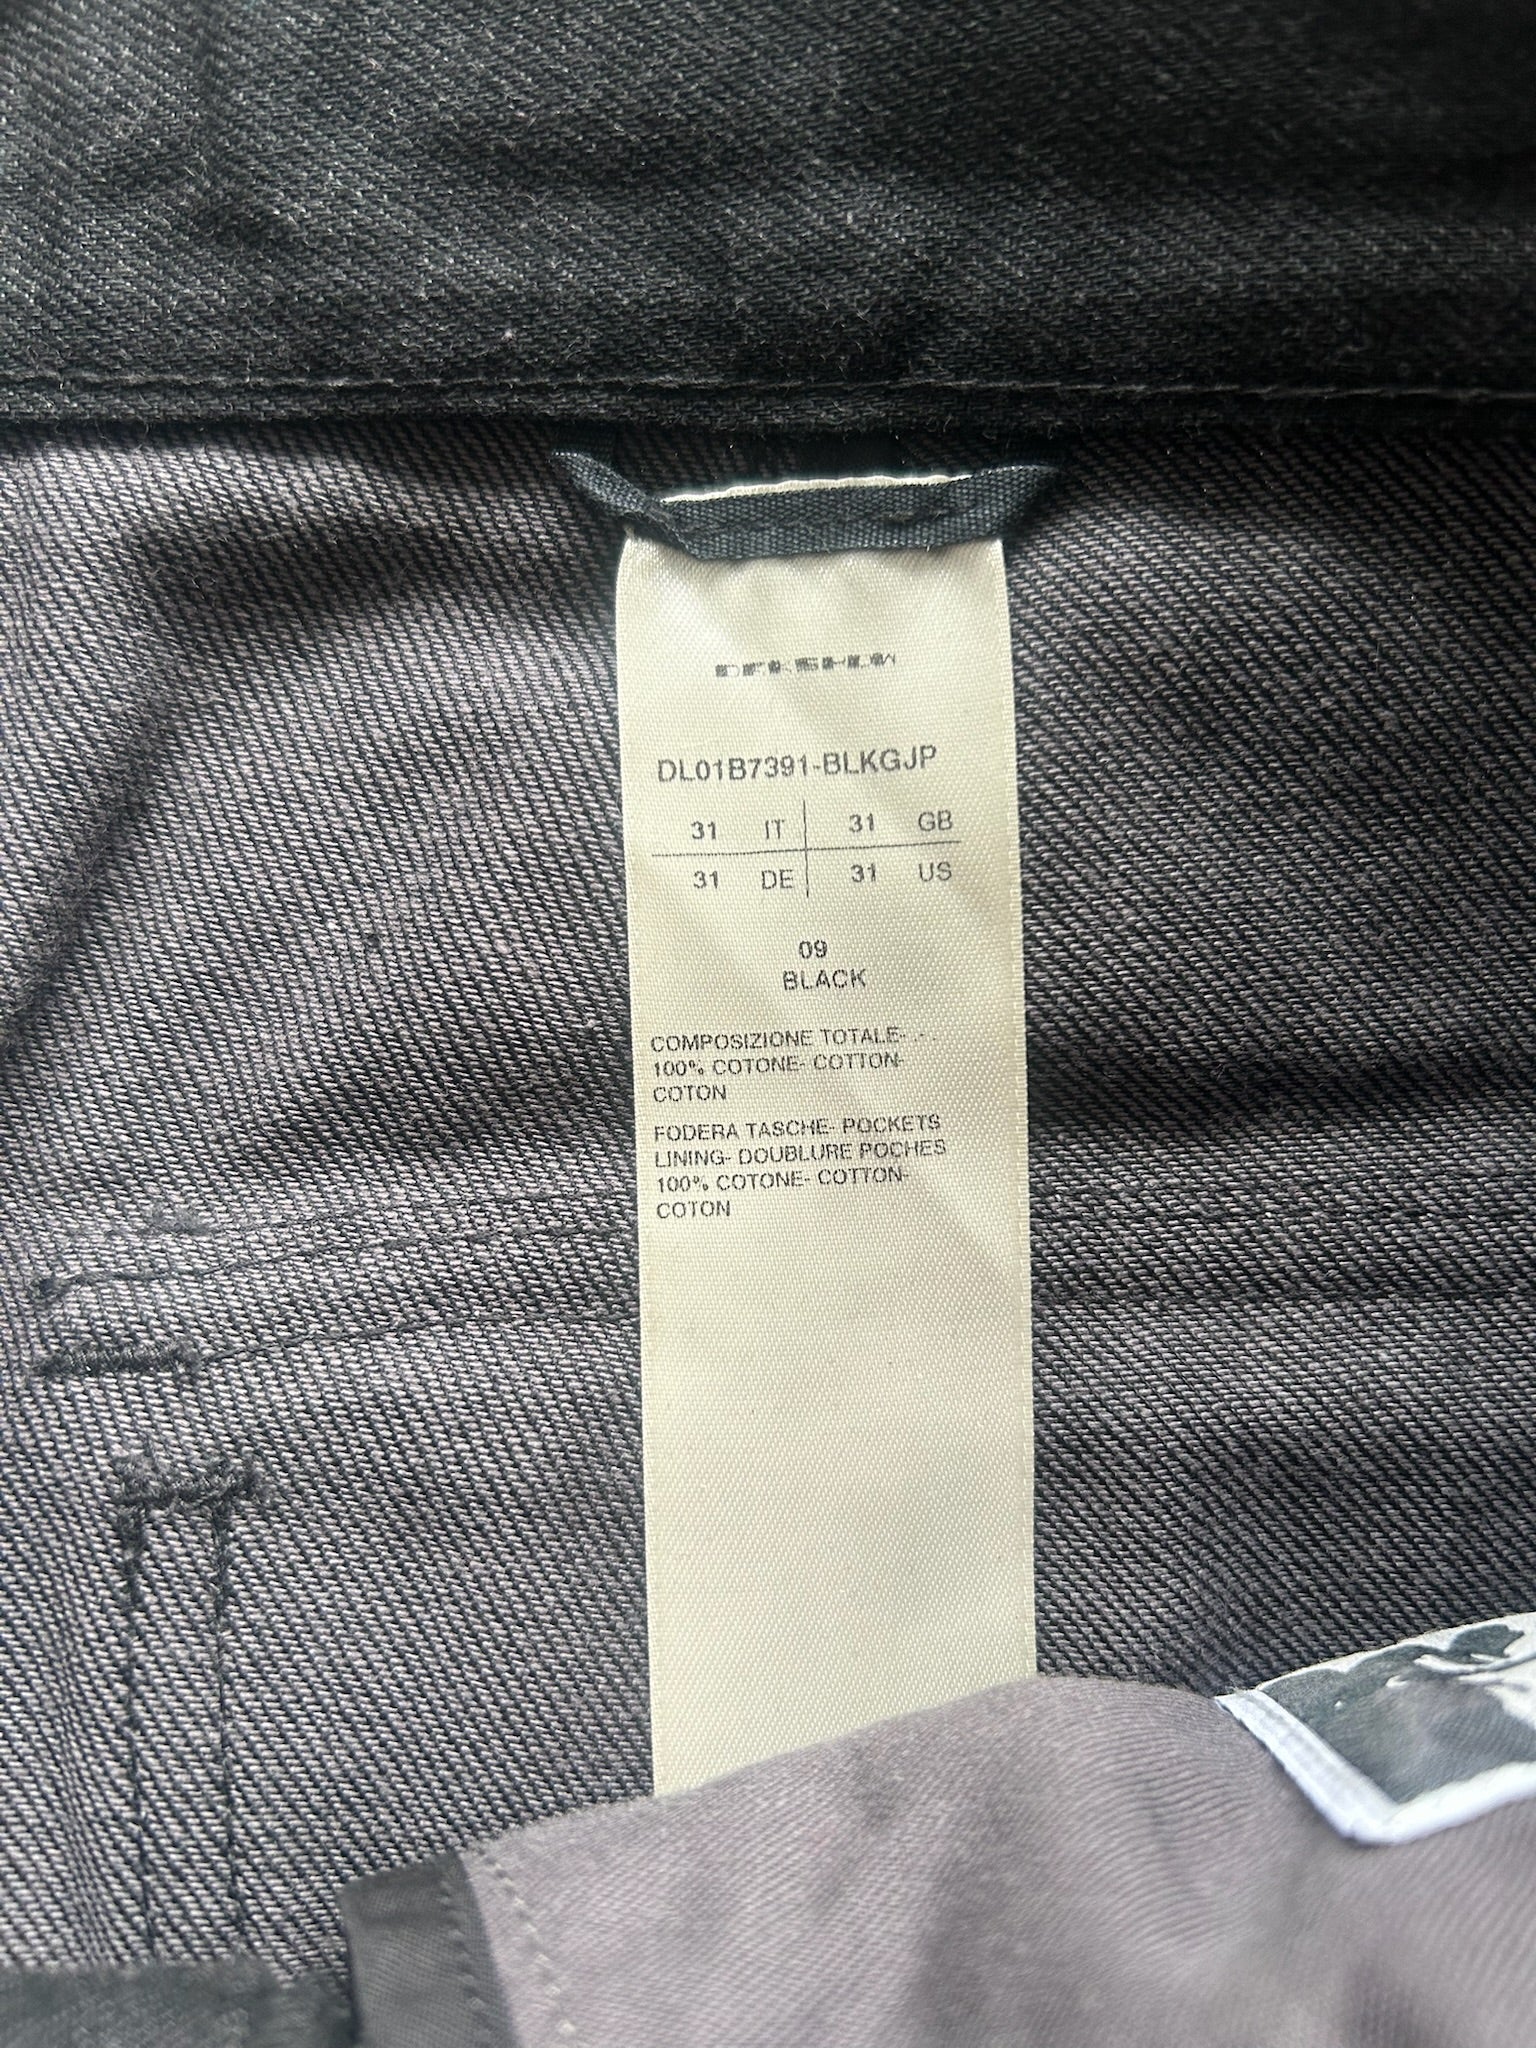 DRKSHDW
DL01B7391-BLKGJP
31 IT 31 GB
31 DE 31 US
09
BLACK
COMPOSIZIONE TOTALE- .- .
100% COTONE- COTTON-
COTON
FODERA TASCHE- POCKETS
LINING- DOUBLURE POCHES
100% COTONE- COTTON-
COTON